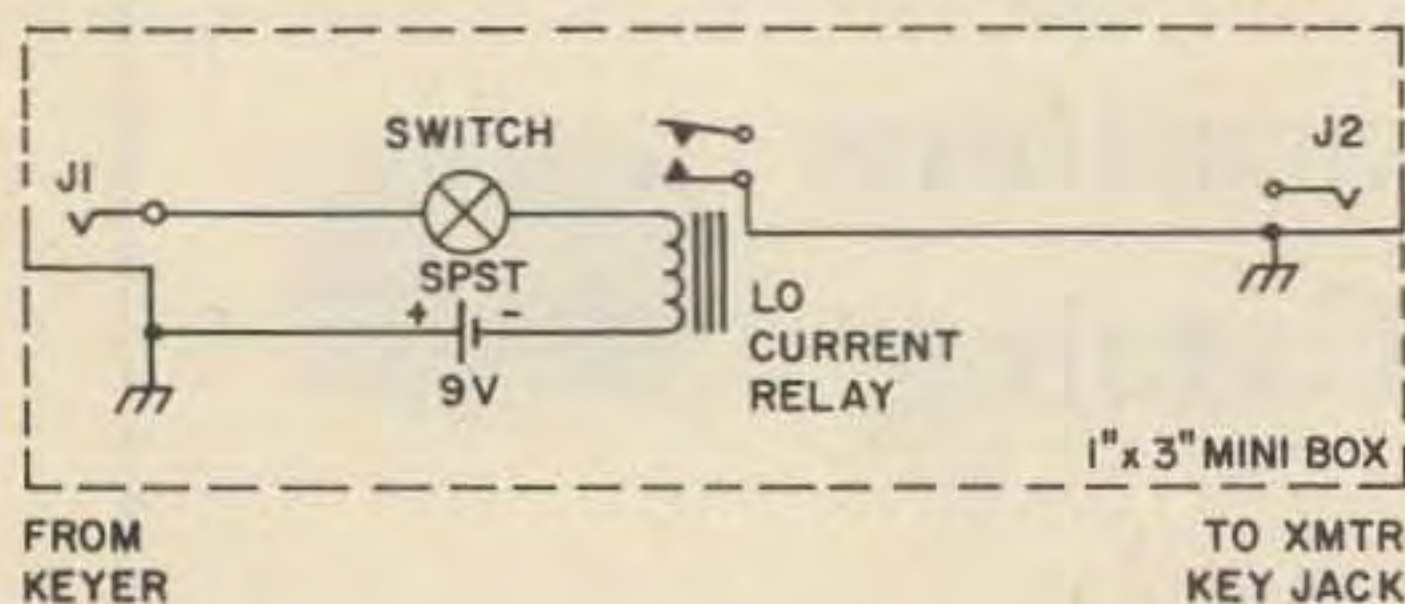 SWITCH
J1
J2
SPST
+ -
9V
LO
CURRENT
RELAY
1" x 3" MINI BOX
FROM
KEYER
TO XMTR
KEY JACK